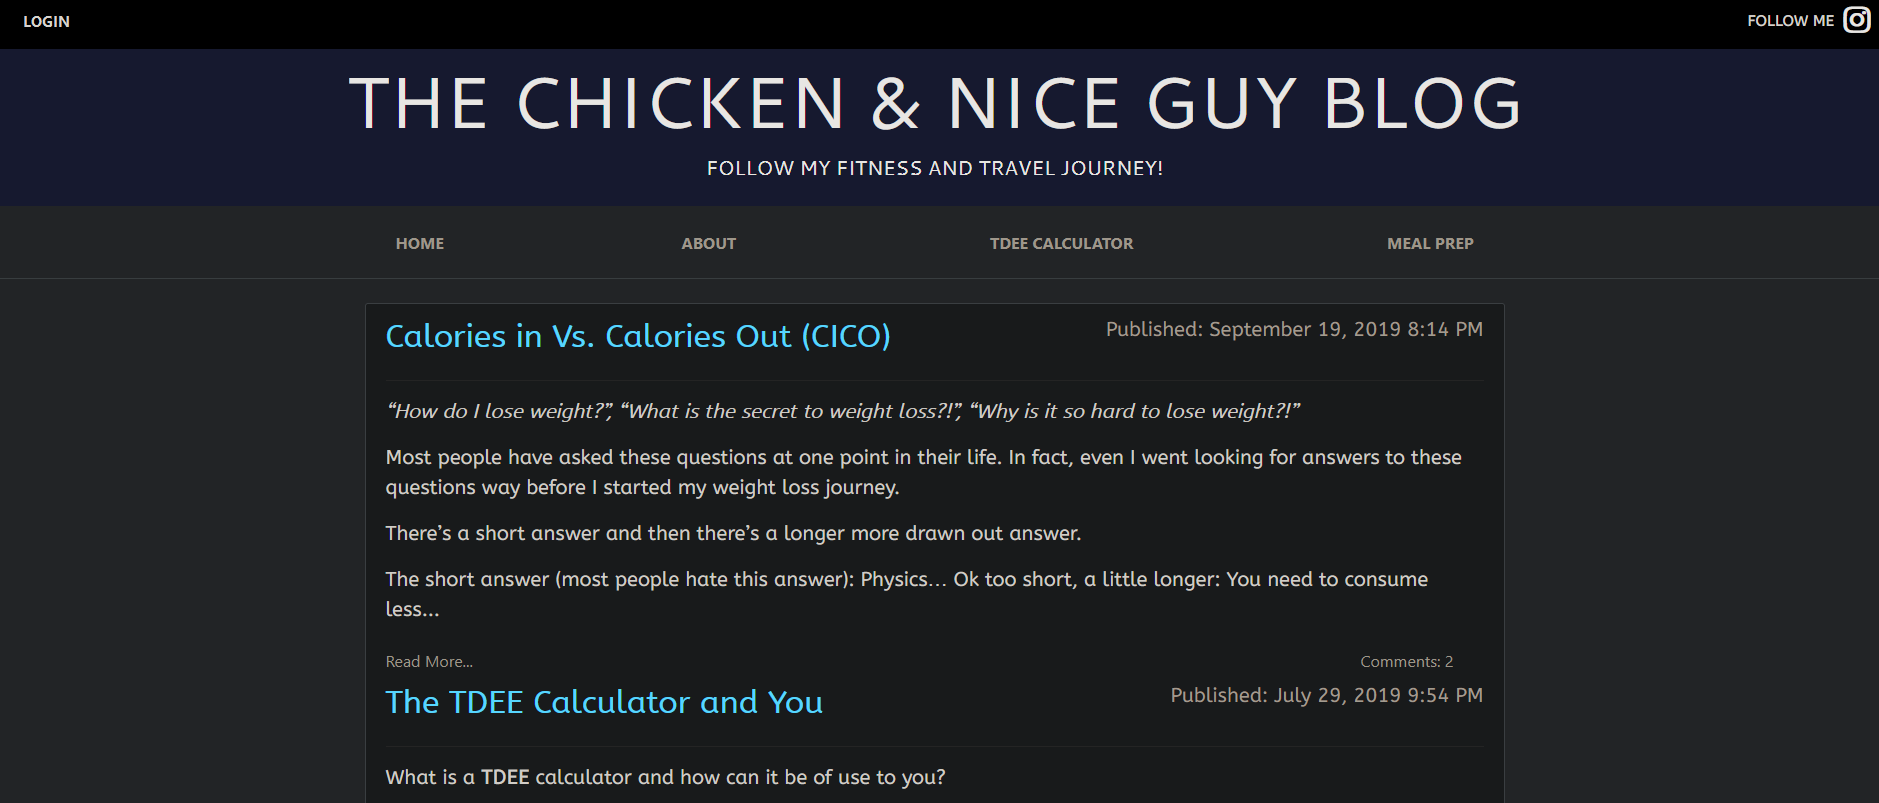 LOGIN
FOLLOW ME
THE CHICKEN & NICE GUY BLOG
FOLLOW MY FITNESS AND TRAVEL JOURNEY!
HOME
ABOUT
TDEE CALCULATOR
MEAL PREP
Calories in Vs. Calories Out (CICO)
Published: September 19, 2019 8:14 PM
“How do I lose weight?”, “What is the secret to weight loss?!”, “Why is it so hard to lose weight?!”
Most people have asked these questions at one point in their life. In fact, even I went looking for answers to these
questions way before I started my weight loss journey.
There’s a short answer and then there’s a longer more drawn out answer.
The short answer (most people hate this answer): Physics… Ok too short, a little longer: You need to consume
less...
Read More...
Comments: 2
The TDEE Calculator and You
Published: July 29, 2019 9:54 PM
What is a TDEE calculator and how can it be of use to you?